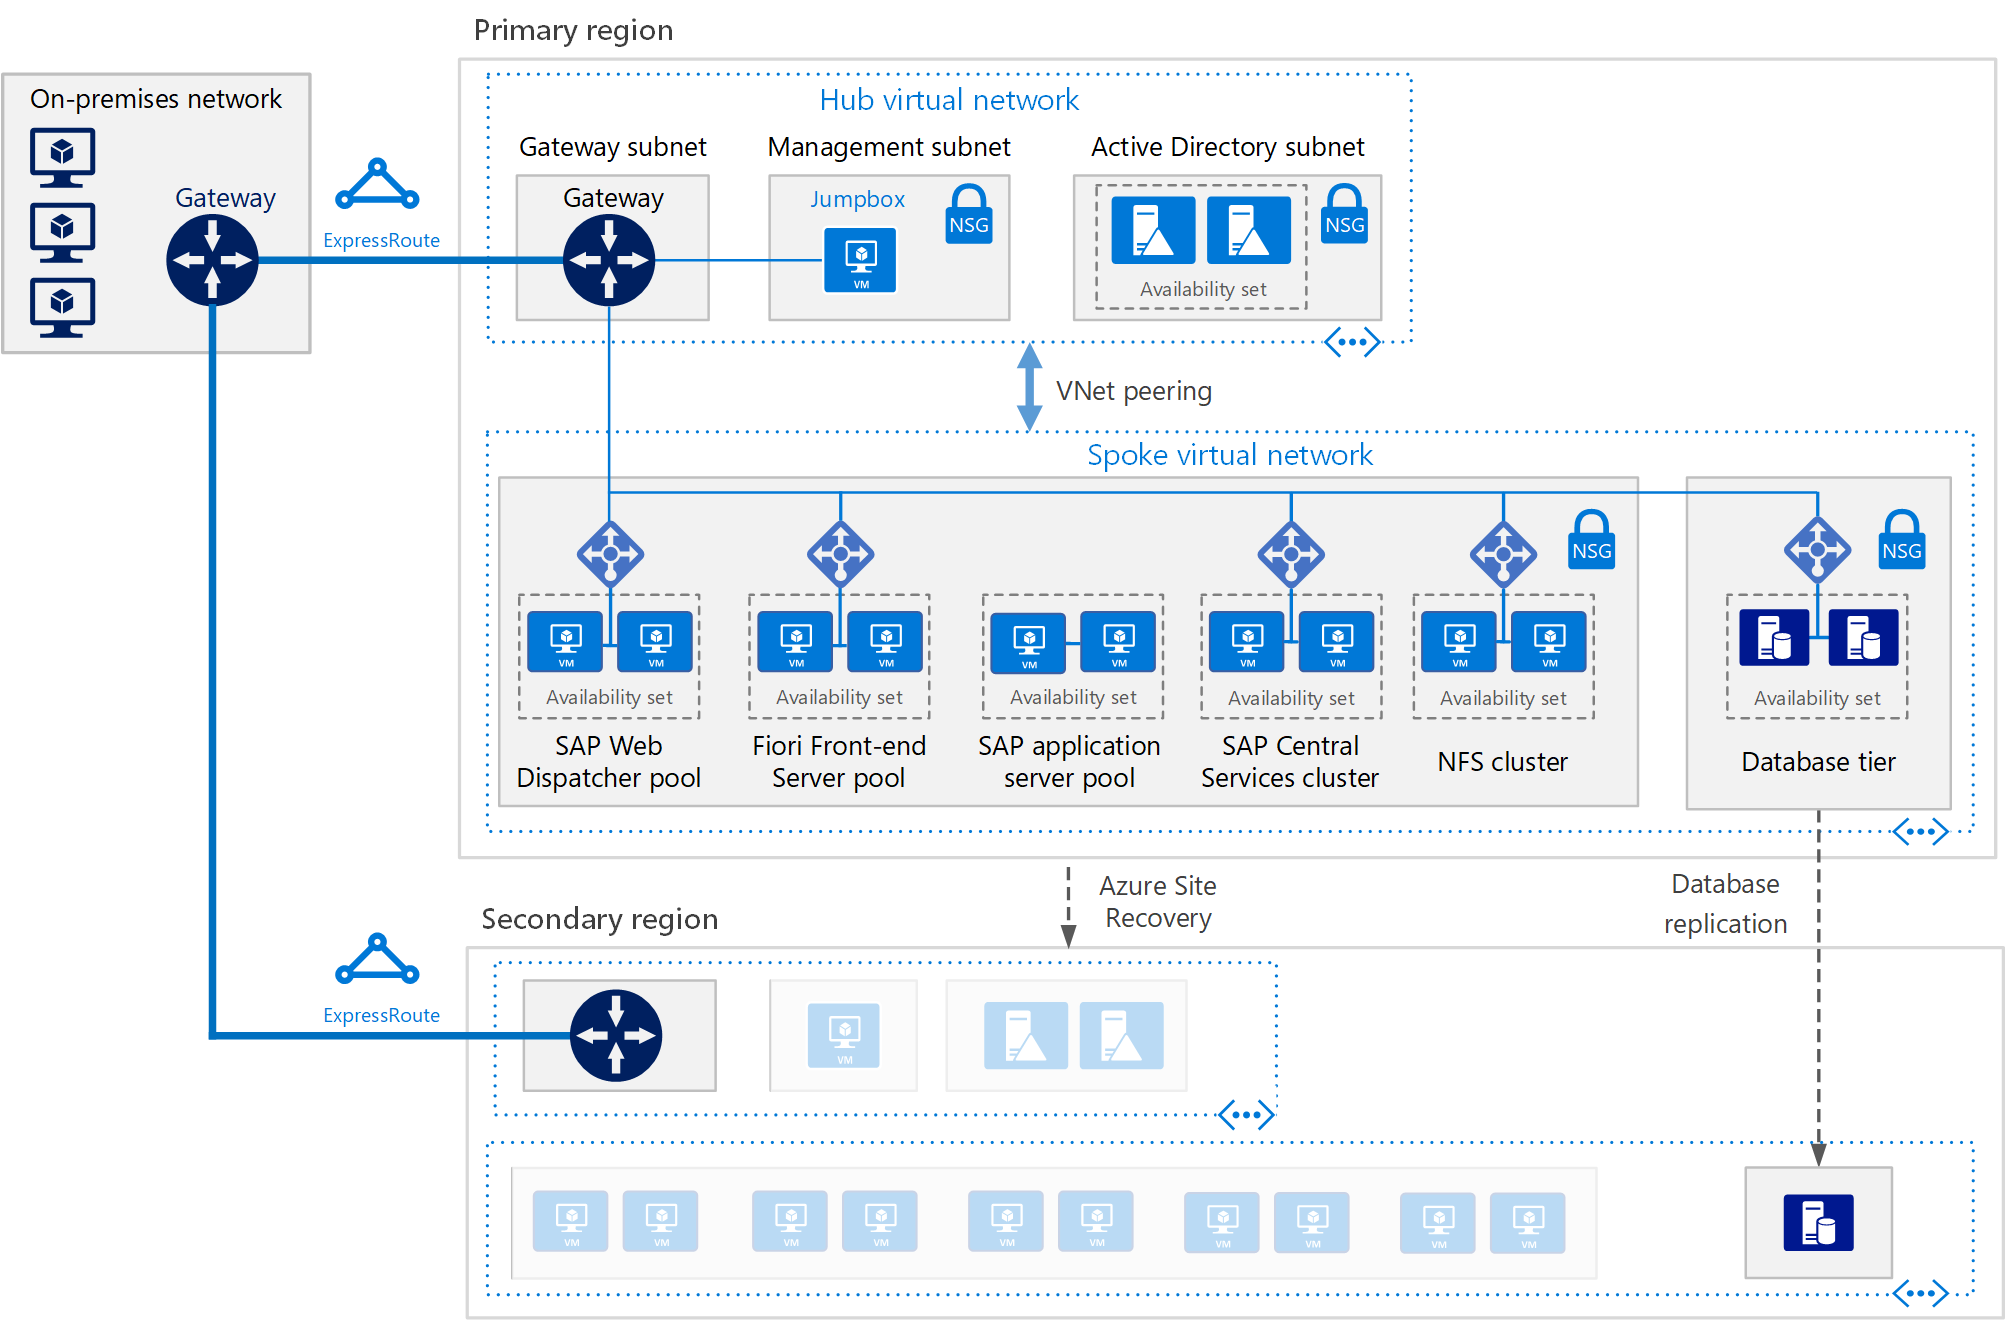 Primary region
On-premises network
Gateway
ExpressRoute
Hub virtual network
Gateway subnet
Gateway
Management subnet
Jumpbox
VM
NSG
Active Directory subnet
Availability set
NSG
VNet peering
Spoke virtual network
NSG
NSG
VM
VM
Availability set
SAP Web
Dispatcher pool
VM
VM
Availability set
Fiori Front-end
Server pool
VM
VM
Availability set
SAP application
server pool
VM
VM
Availability set
SAP Central
Services cluster
VM
VM
Availability set
NFS cluster
Availability set
Database tier
Azure Site
Recovery
Database
replication
Secondary region
ExpressRoute
VM
VM
VM
VM
VM
VM
VM
VM
VM
VM
VM